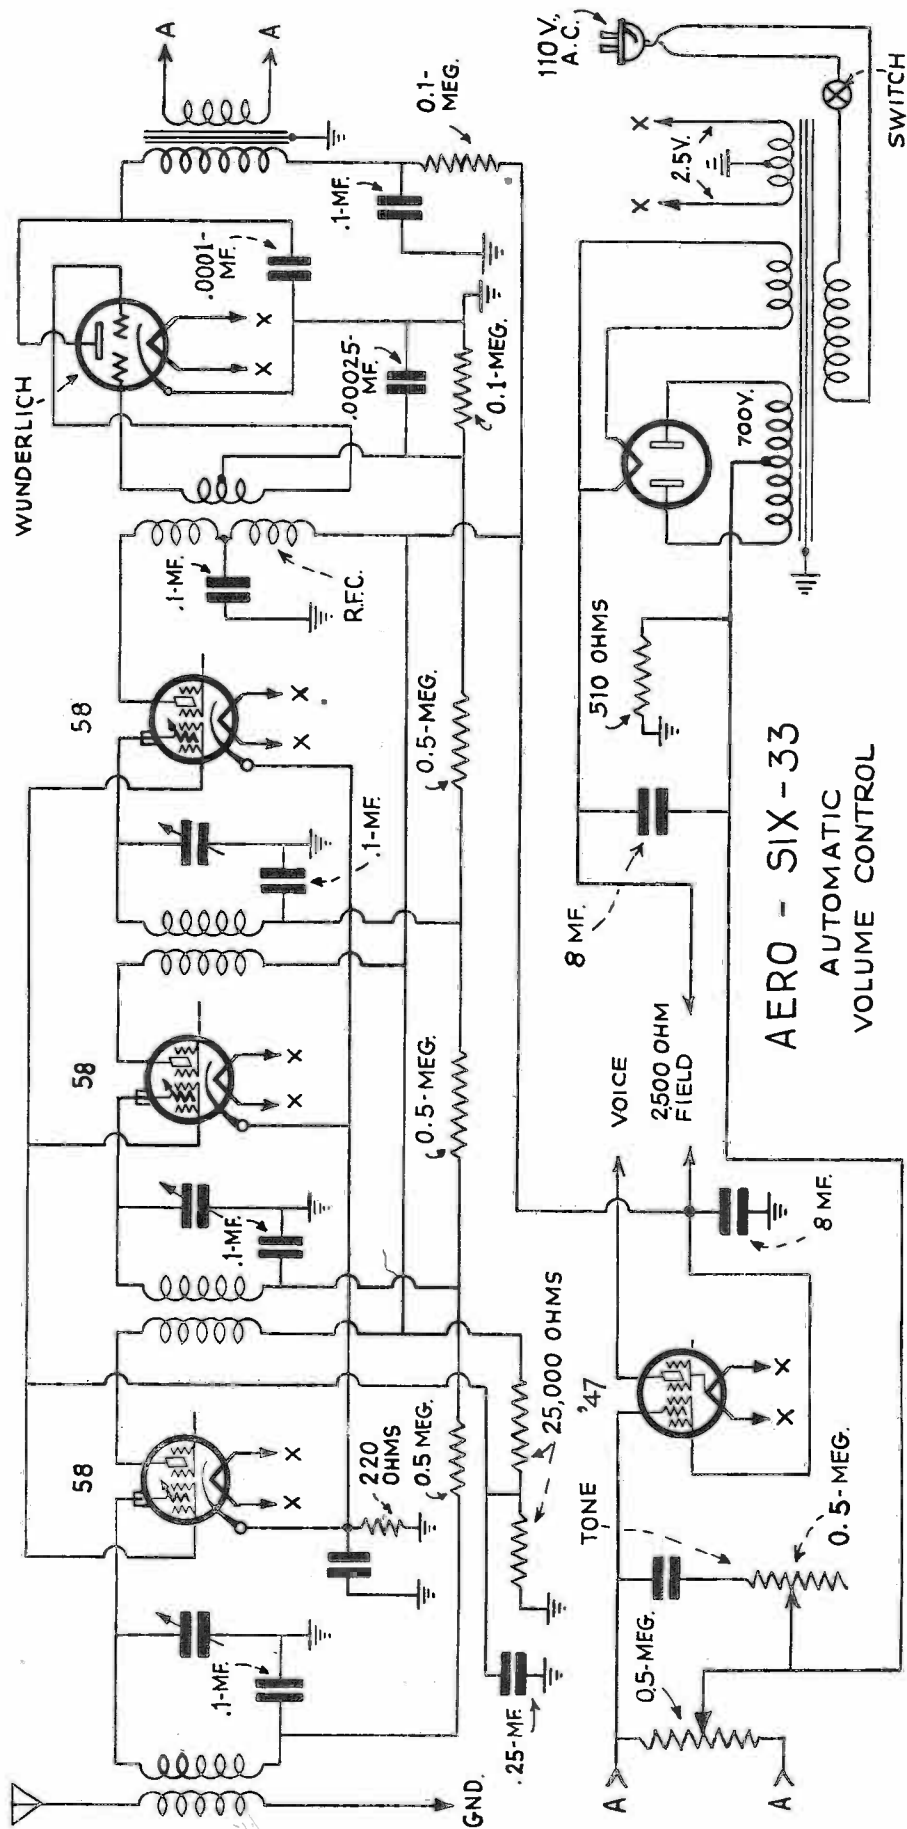 WUNDERLICH
58
58
58
A
A
.0001-
MF.
.1-MF.
0.1-
MEG.
.1-MF.
R.F.C.
.00025-
MF.
0.1-MEG.
X
X
X
X
X
X
X
X
.1-MF.
.1-MF.
.1-MF.
220
OHMS
0.5 MEG.
0.5-MEG.
0.5-MEG.
25,000 OHMS
.25-MF.
GND.
A
A
0.5-MEG.
TONE
0.5-MEG.
'47
X
X
VOICE
2,500 OHM
FIELD
8 MF.
8 MF.
510 OHMS
700V.
2.5V.
X
X
110 V.,
A.C.
SWITCH
AERO - SIX - 33
AUTOMATIC
VOLUME CONTROL